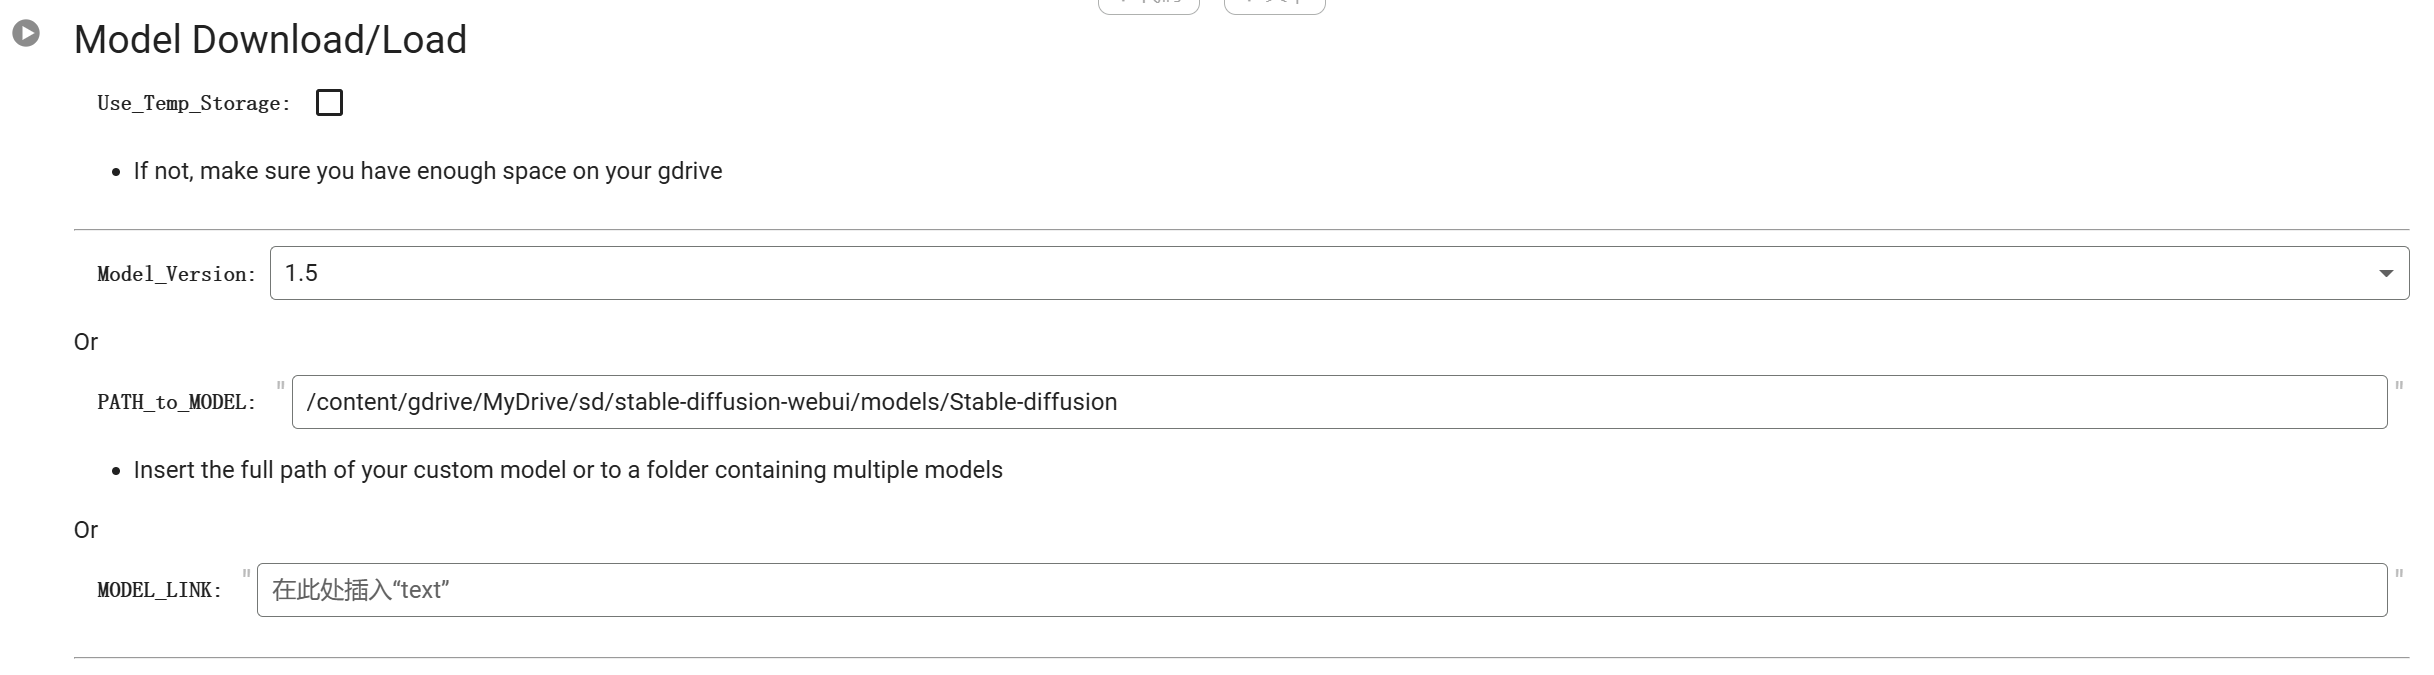 Model Download/Load
Use_Temp_Storage:
• If not, make sure you have enough space on your gdrive
Model_Version: 1.5
Or
PATH_to_MODEL: " /content/gdrive/MyDrive/sd/stable-diffusion-webui/models/Stable-diffusion "
• Insert the full path of your custom model or to a folder containing multiple models
Or
MODEL_LINK: " 在此处插入“text” "